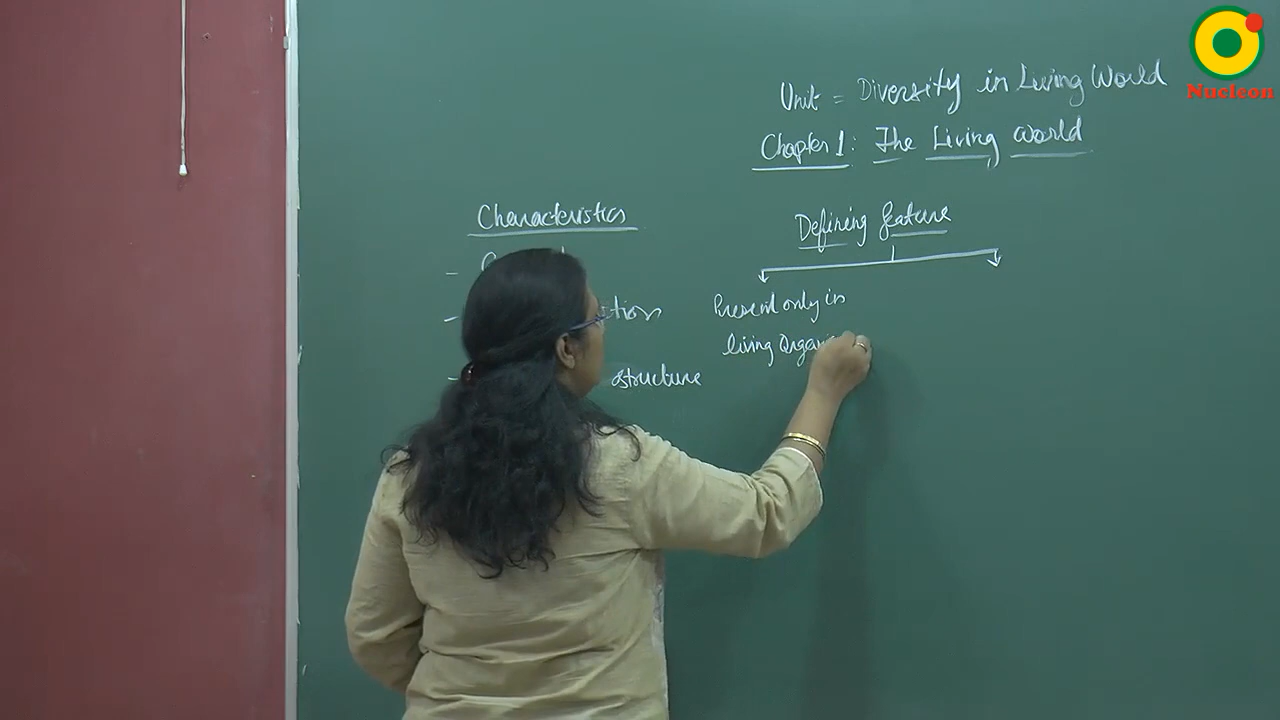 Unit = Diversity in Living World
Nucleon
Chapter 1: The Living World
Characteristics
Defining feature
-
Present only in
-
living Organi
- structure